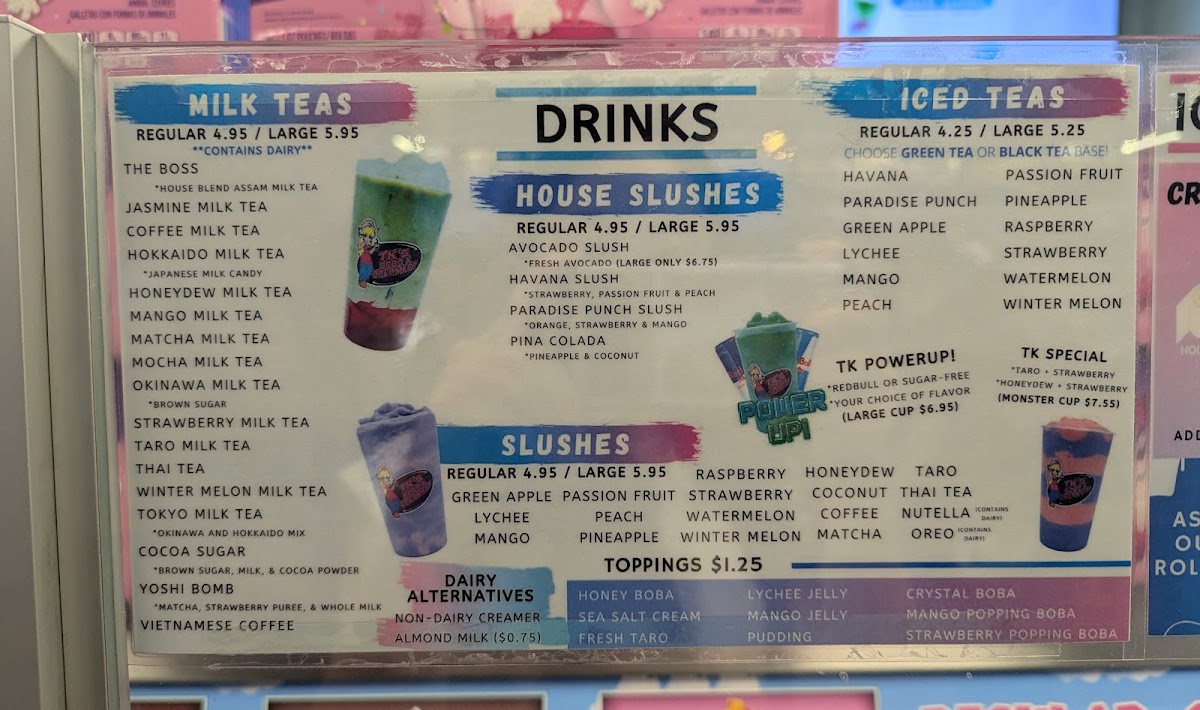 MILK TEAS
REGULAR 4.95 / LARGE 5.95
**CONTAINS DAIRY**
THE BOSS
*HOUSE BLEND ASSAM MILK TEA
JASMINE MILK TEA
COFFEE MILK TEA
HOKKAIDO MILK TEA
*JAPANESE MILK CANDY
HONEYDEW MILK TEA
MANGO MILK TEA
MATCHA MILK TEA
MOCHA MILK TEA
OKINAWA MILK TEA
*BROWN SUGAR
STRAWBERRY MILK TEA
TARO MILK TEA
THAI TEA
WINTER MELON MILK TEA
TOKYO MILK TEA
*OKINAWA AND HOKKAIDO MIX
COCOA SUGAR
*BROWN SUGAR, MILK, & COCOA POWDER
YOSHI BOMB
*MATCHA, STRAWBERRY PUREE, & WHOLE MILK
VIETNAMESE COFFEE
DRINKS
HOUSE SLUSHES
REGULAR 4.95 / LARGE 5.95
AVOCADO SLUSH
*FRESH AVOCADO (LARGE ONLY $6.75)
HAVANA SLUSH
*STRAWBERRY, PASSION FRUIT & PEACH
PARADISE PUNCH SLUSH
*ORANGE, STRAWBERRY & MANGO
PINA COLADA
*PINEAPPLE & COCONUT
ICED TEAS
REGULAR 4.25 / LARGE 5.25
CHOOSE GREEN TEA OR BLACK TEA BASE!
HAVANA PASSION FRUIT
PARADISE PUNCH PINEAPPLE
GREEN APPLE RASPBERRY
LYCHEE STRAWBERRY
MANGO WATERMELON
PEACH WINTER MELON
POWER
UP!
TK POWERUP!
*REDBULL OR SUGAR-FREE
*YOUR CHOICE OF FLAVOR
(LARGE CUP $6.95)
TK SPECIAL
*TARO + STRAWBERRY
*HONEYDEW + STRAWBERRY
(MONSTER CUP $7.55)
SLUSHES
REGULAR 4.95 / LARGE 5.95 RASPBERRY HONEYDEW TARO
GREEN APPLE PASSION FRUIT STRAWBERRY COCONUT THAI TEA
LYCHEE PEACH WATERMELON COFFEE NUTELLA (CONTAINS DAIRY)
MANGO PINEAPPLE WINTER MELON MATCHA OREO (CONTAINS DAIRY)
DAIRY
ALTERNATIVES
NON-DAIRY CREAMER
ALMOND MILK ($0.75)
TOPPINGS $1.25
HONEY BOBA LYCHEE JELLY CRYSTAL BOBA
SEA SALT CREAM MANGO JELLY MANGO POPPING BOBA
FRESH TARO PUDDING STRAWBERRY POPPING BOBA